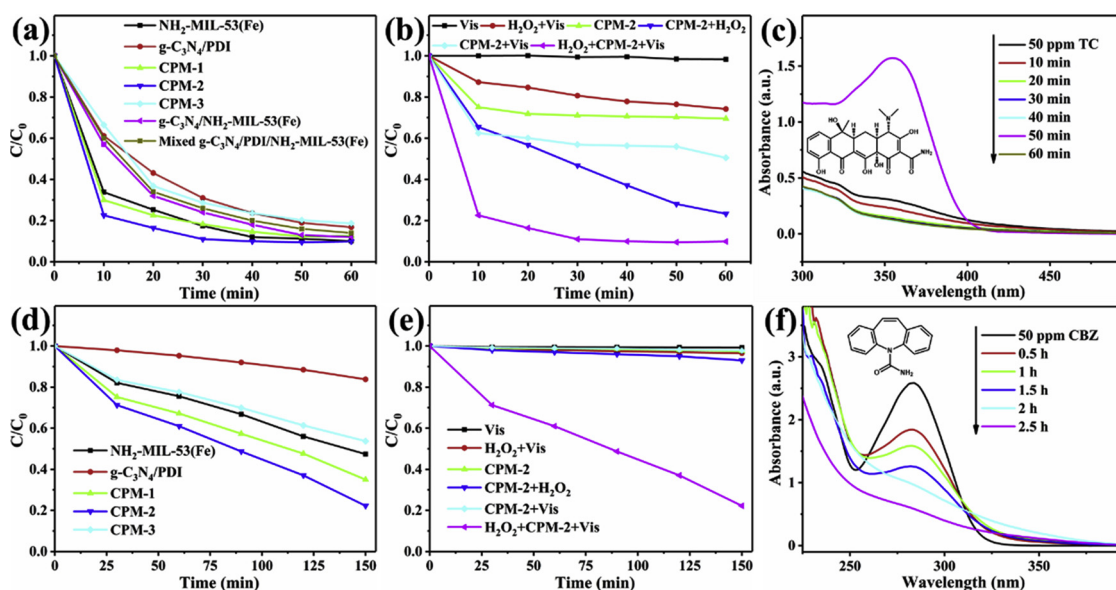 (a)
NH₂-MIL-53(Fe)
g-C₃N₄/PDI
CPM-1
CPM-2
CPM-3
g-C₃N₄/NH₂-MIL-53(Fe)
Mixed g-C₃N₄/PDI/NH₂-MIL-53(Fe)
C/C₀
1.0
0.8
0.6
0.4
0.2
0.0
0 10 20 30 40 50 60
Time (min)
(b)
Vis H₂O₂+Vis CPM-2 CPM-2+H₂O₂
CPM-2+Vis H₂O₂+CPM-2+Vis
C/C₀
1.0
0.8
0.6
0.4
0.2
0.0
0 10 20 30 40 50 60
Time (min)
(c)
50 ppm TC
10 min
20 min
30 min
40 min
50 min
60 min
HO
N
H
H
OH
NH₂
OH
O
OH
O
OH
O
Absorbance (a.u.)
1.5
1.0
0.5
0.0
300 350 400 450
Wavelength (nm)
(d)
NH₂-MIL-53(Fe)
g-C₃N₄/PDI
CPM-1
CPM-2
CPM-3
C/C₀
1.0
0.8
0.6
0.4
0.2
0.0
0 25 50 75 100 125 150
Time (min)
(e)
Vis
H₂O₂+Vis
CPM-2
CPM-2+H₂O₂
CPM-2+Vis
H₂O₂+CPM-2+Vis
C/C₀
1.0
0.8
0.6
0.4
0.2
0.0
0 25 50 75 100 125 150
Time (min)
(f)
50 ppm CBZ
0.5 h
1 h
1.5 h
2 h
2.5 h
N
O
NH₂
Absorbance (a.u.)
3
2
1
0
250 300 350
Wavelength (nm)